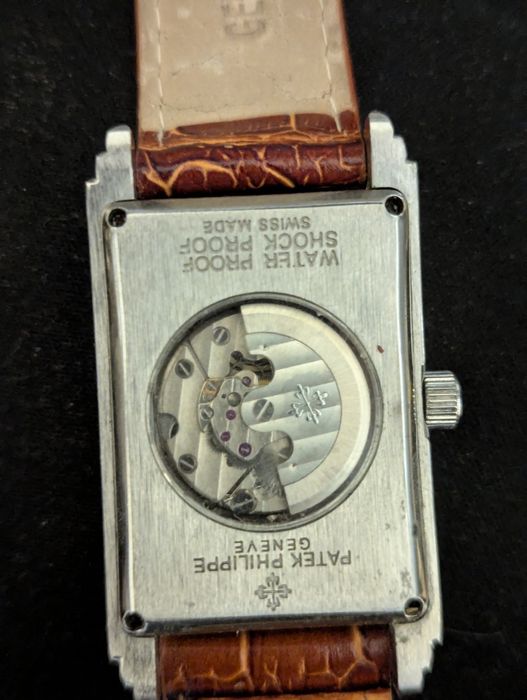 PATEK PHILIPPE
GENEVE
WATER PROOF
SHOCK PROOF
SWISS MADE